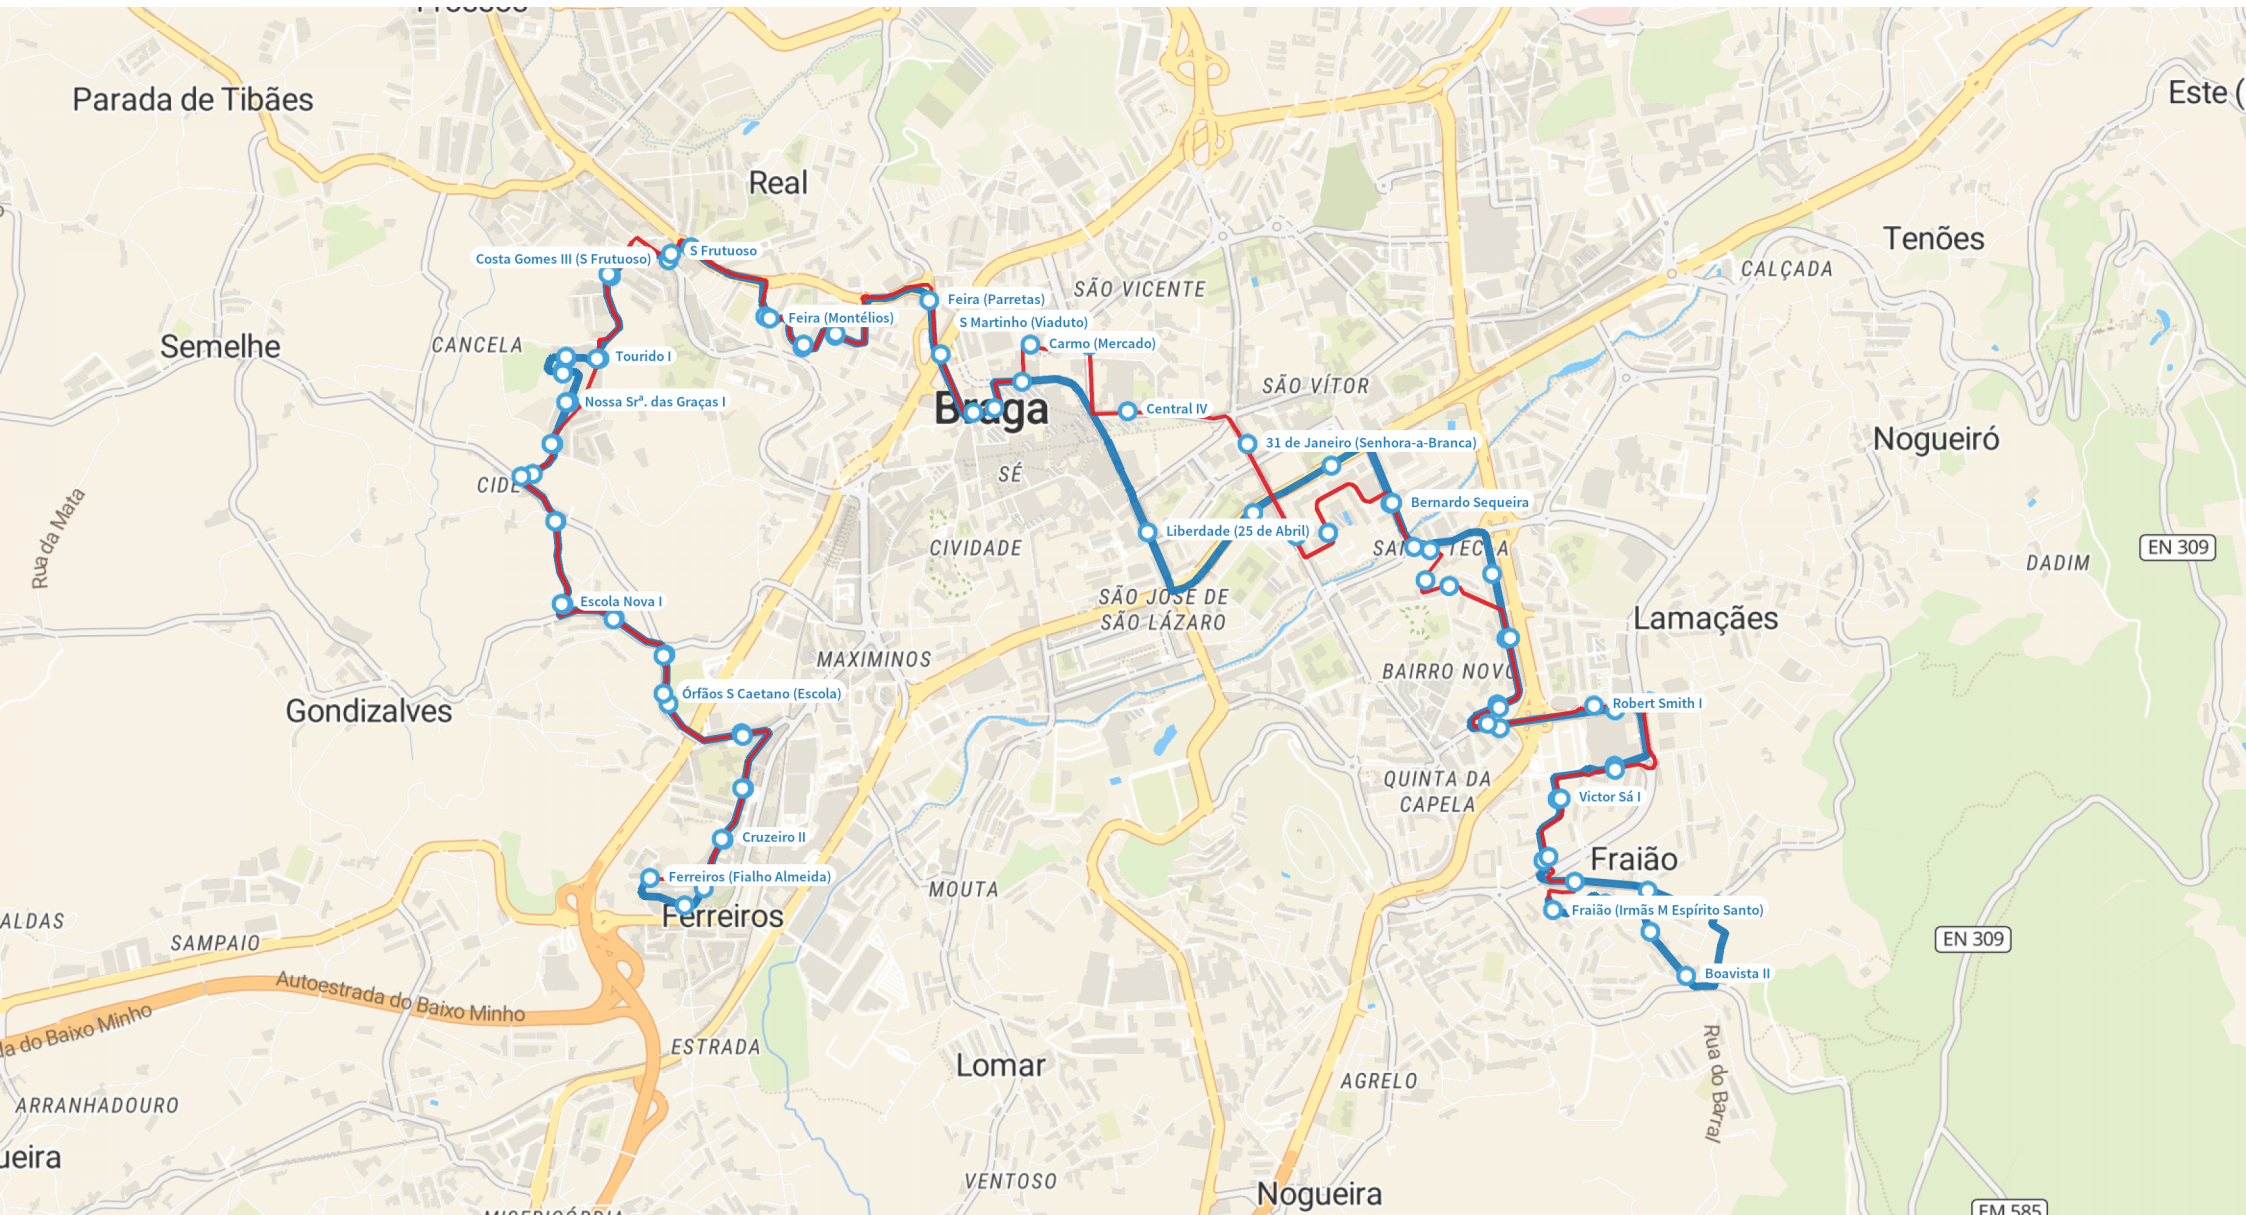 Parada de Tibães
Real
Este (
Tenões
CALÇADA
S Frutuoso
Costa Gomes III (S Frutuoso)
SÃO VICENTE
Feira (Parretas)
Feira (Montélios)
S Martinho (Viaduto)
Semelhe
CANCELA
Carmo (Mercado)
Tourido I
SÃO VÍTOR
Nossa Srª. das Graças I
Braga
Central IV
Nogueiró
31 de Janeiro (Senhora-a-Branca)
SÉ
CIDE
Rua da Mata
Bernardo Sequeira
Liberdade (25 de Abril)
CIVIDADE
EN 309
DADIM
SÃO JOSÉ DE
SÃO LÁZARO
Escola Nova I
Lamaçães
MAXIMINOS
BAIRRO NOVO
Órfãos S Caetano (Escola)
Robert Smith I
Gondizalves
QUINTA DA
CAPELA
Victor Sá I
Cruzeiro II
Fraião
Ferreiros (Fialho Almeida)
MOUTA
Fraião (Irmãs M Espírito Santo)
Ferreiros
ALDAS
SAMPAIO
EN 309
Boavista II
Autoestrada do Baixo Minho
da do Baixo Minho
ESTRADA
Lomar
Rua do Barral
AGRELO
ARRANHADOURO
ueira
VENTOSO
Nogueira
EM 585